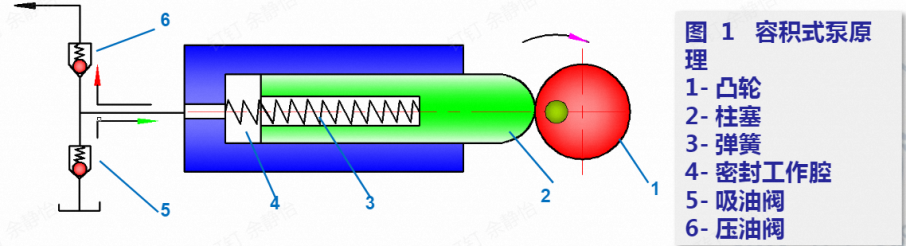 6
5
4
3
2
1
图 1 容积式泵原
理
1- 凸轮
2- 柱塞
3- 弹簧
4- 密封工作腔
5- 吸油阀
6- 压油阀